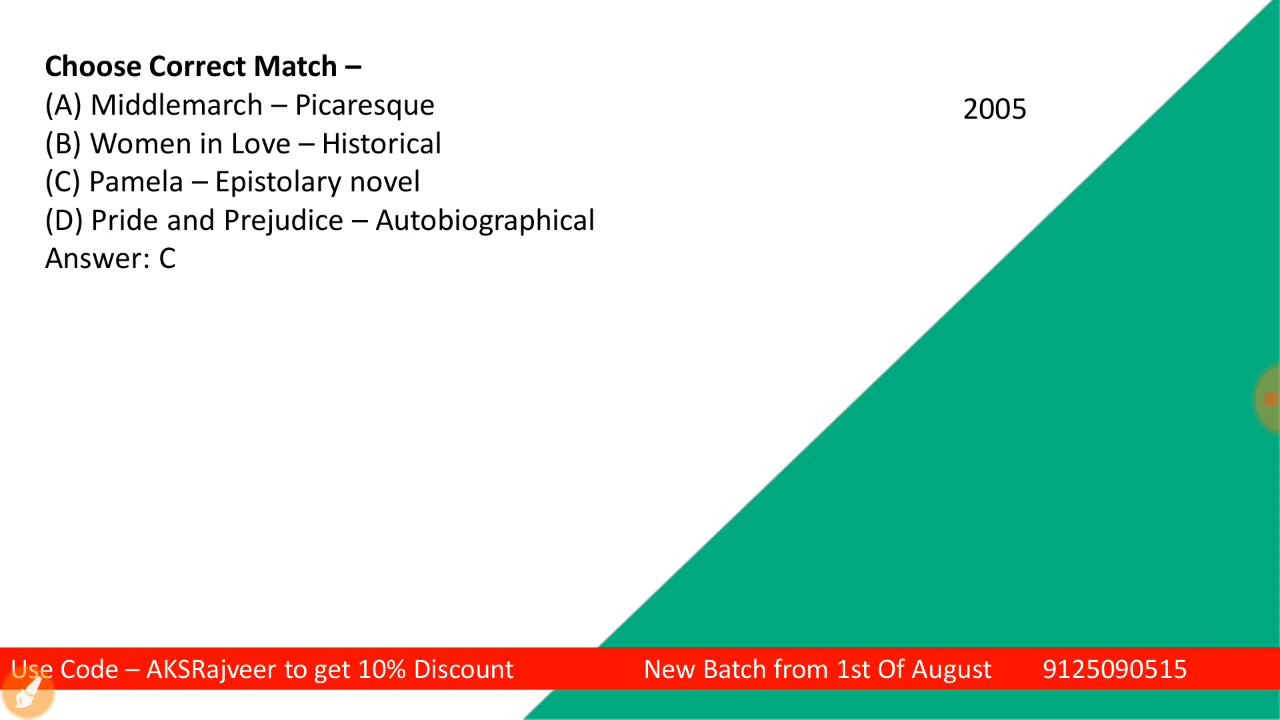 Choose Correct Match –
(A) Middlemarch – Picaresque
2005
(B) Women in Love – Historical
(C) Pamela – Epistolary novel
(D) Pride and Prejudice – Autobiographical
Answer: C
Use Code – AKSRajveer to get 10% Discount New Batch from 1st Of August 9125090515